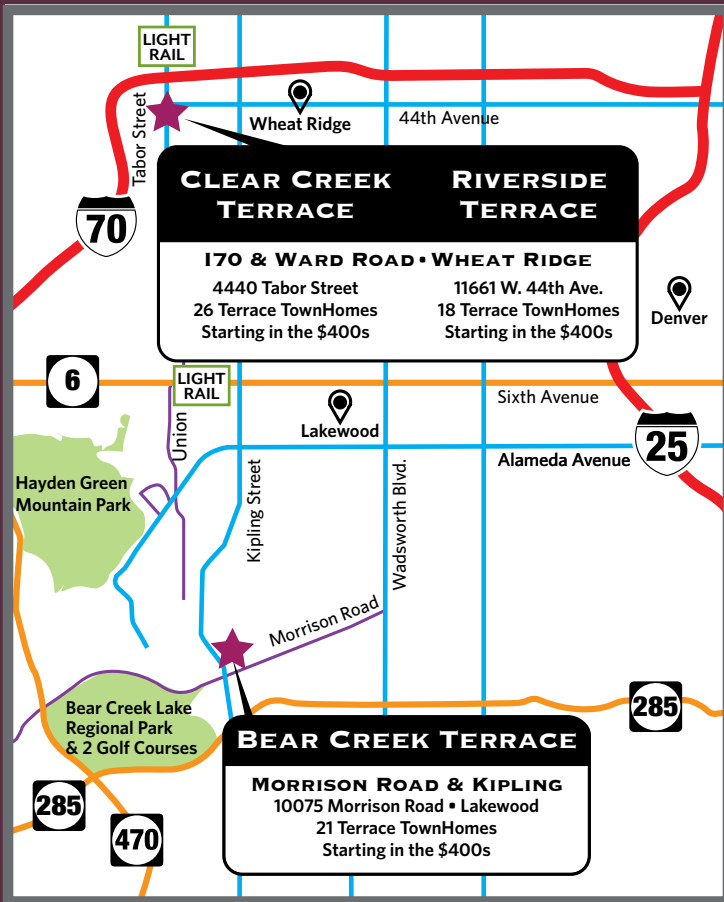 LIGHT
RAIL
Tabor Street
Wheat Ridge
44th Avenue
CLEAR CREEK
TERRACE
RIVERSIDE
TERRACE
I70 & WARD ROAD • WHEAT RIDGE
4440 Tabor Street
26 Terrace TownHomes
Starting in the $400s
11661 W. 44th Ave.
18 Terrace TownHomes
Starting in the $400s
70
Denver
6
LIGHT
RAIL
Sixth Avenue
Union
Lakewood
25
Alameda Avenue
Hayden Green
Mountain Park
Kipling Street
Wadsworth Blvd.
Morrison Road
Bear Creek Lake
Regional Park
& 2 Golf Courses
285
BEAR CREEK TERRACE
MORRISON ROAD & KIPLING
10075 Morrison Road • Lakewood
21 Terrace TownHomes
Starting in the $400s
285
470